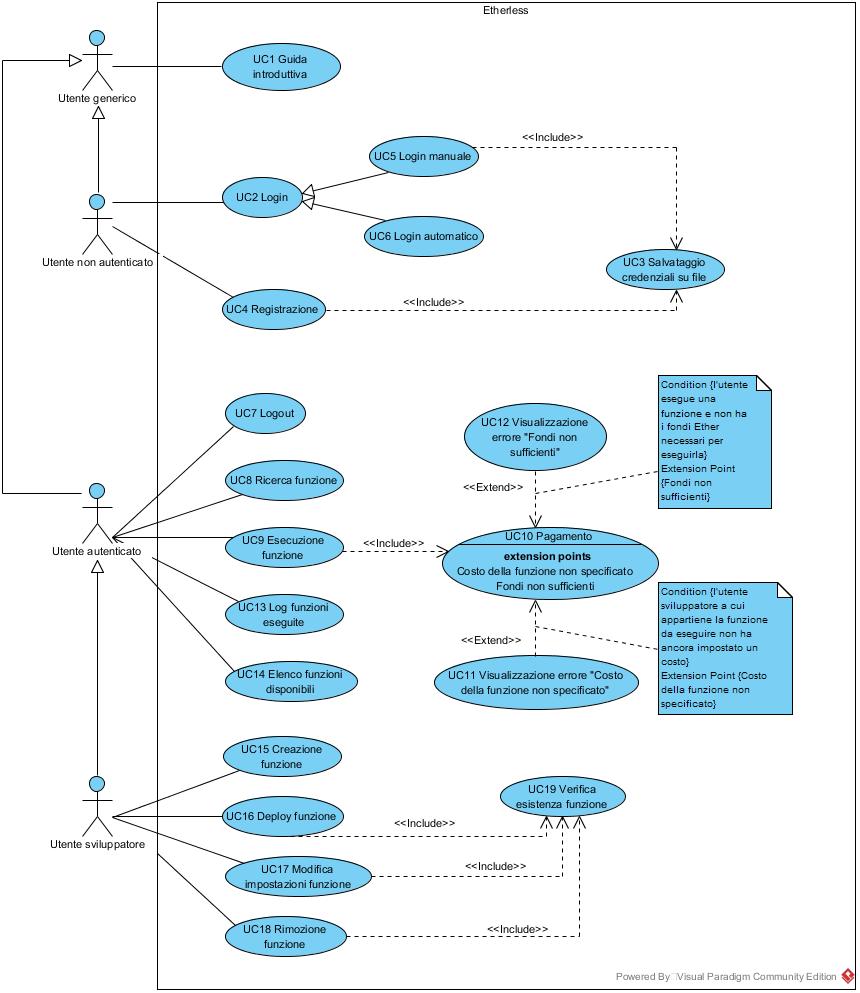 Etherless
UC1 Guida
introduttiva
Utente generico
<<Include>>
UC5 Login manuale
UC2 Login
UC6 Login automatico
Utente non autenticato
UC3 Salvataggio
credenziali su file
UC4 Registrazione
<<Include>>
UC7 Logout
UC12 Visualizzazione
errore "Fondi non
sufficienti"
Condition {l'utente
esegue una
funzione e non ha
i fondi Ether
necessari per
eseguirla}
Extension Point
{Fondi non
sufficienti}
UC8 Ricerca funzione
<<Extend>>
UC9 Esecuzione
funzione
<<Include>>
Utente autenticato
UC10 Pagamento
extension points
Costo della funzione non specificato
Fondi non sufficienti
UC13 Log funzioni
eseguite
<<Extend>>
Condition {l'utente
sviluppatore a cui
appartiene la funzione
da eseguire non ha
ancora impostato un
costo}
Extension Point {Costo
della funzione non
specificato}
UC14 Elenco funzioni
disponibili
UC11 Visualizzazione errore "Costo
della funzione non specificato"
UC15 Creazione
funzione
UC19 Verifica
esistenza funzione
UC16 Deploy funzione
<<Include>>
Utente sviluppatore
UC17 Modifica
impostazioni funzione
<<Include>>
UC18 Rimozione
funzione
<<Include>>
Powered By Visual Paradigm Community Edition